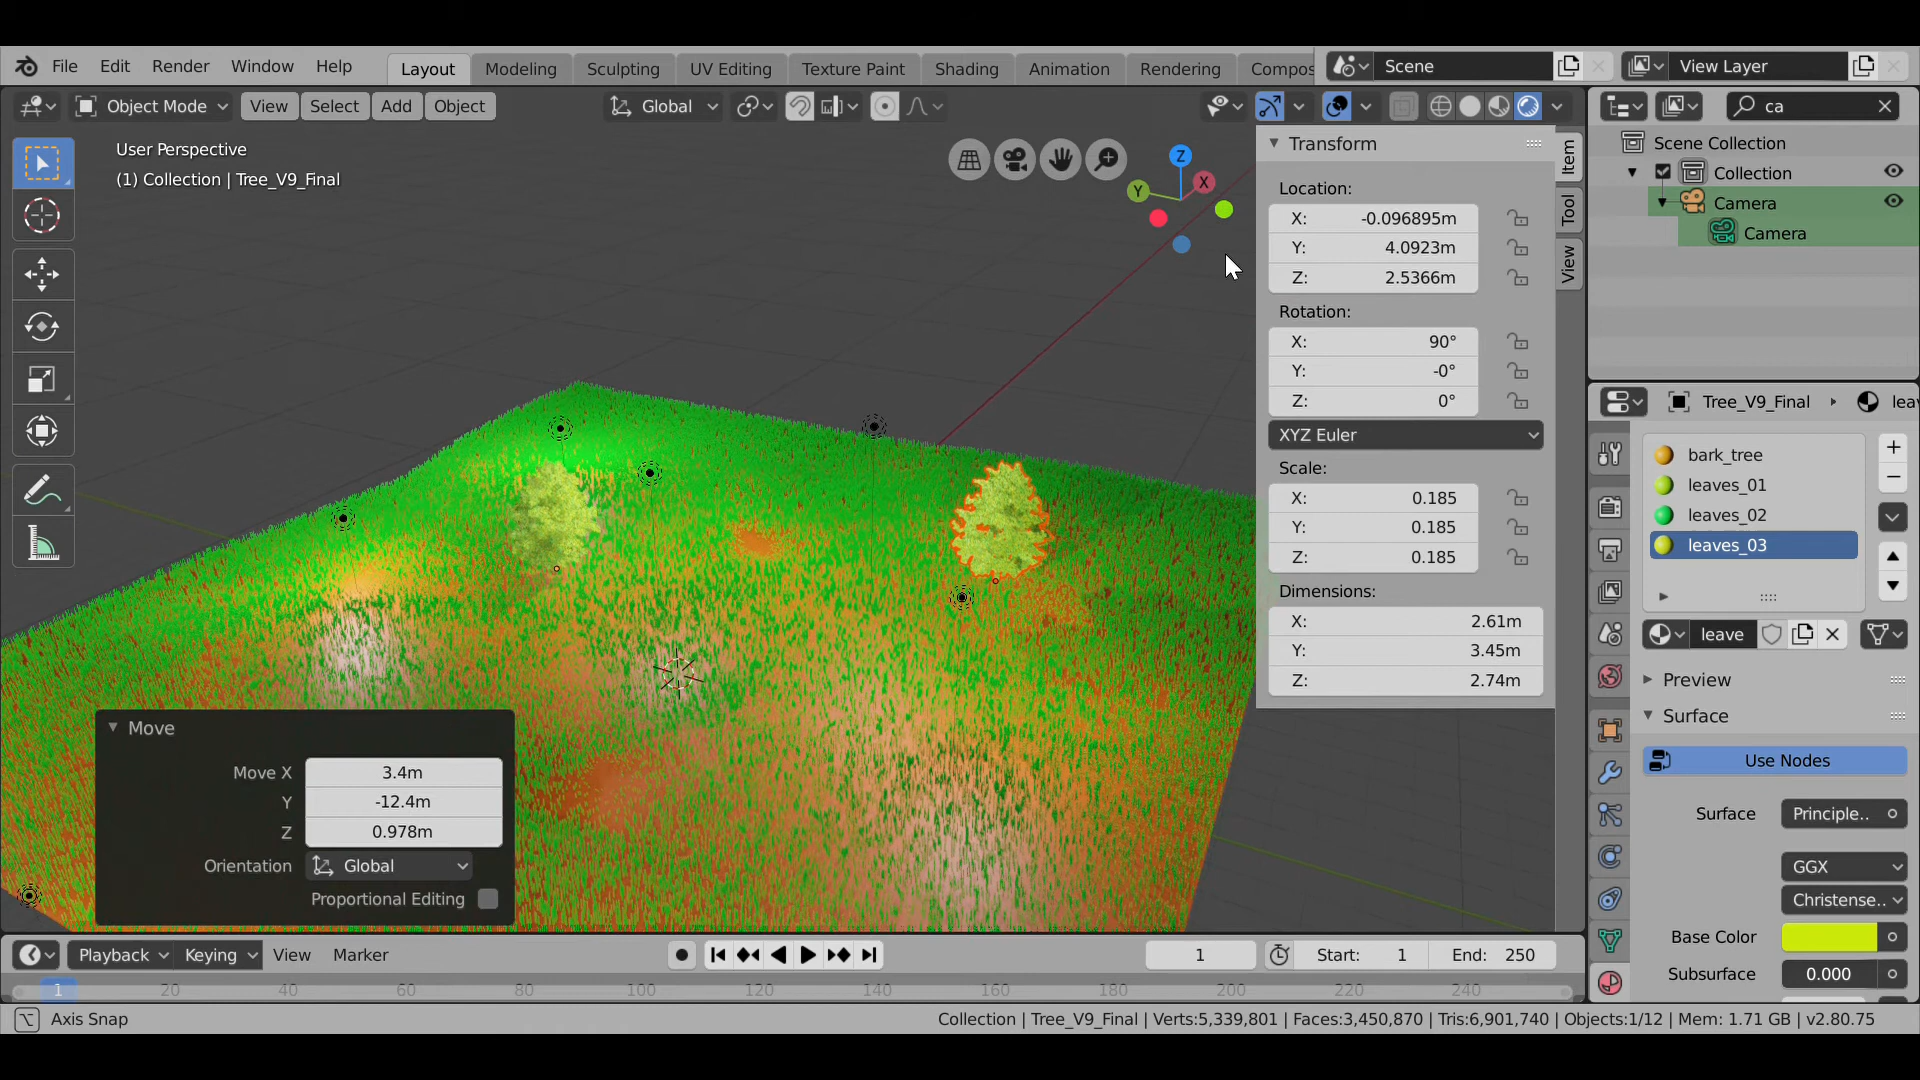 File Edit Render Window Help
Layout Modeling Sculpting UV Editing Texture Paint Shading Animation Rendering Compos
Scene
View Layer
Object Mode View Select Add Object
Global
ca
User Perspective
(1) Collection | Tree_V9_Final
Z
X
Y
Transform
Location:
X: -0.096895m
Y: 4.0923m
Z: 2.5366m
Rotation:
X: 90°
Y: -0°
Z: 0°
XYZ Euler
Scale:
X: 0.185
Y: 0.185
Z: 0.185
Dimensions:
X: 2.61m
Y: 3.45m
Z: 2.74m
Item
Tool
View
Scene Collection
Collection
Camera
Camera
Tree_V9_Final
bark_tree
leaves_01
leaves_02
leaves_03
leave
Preview
Surface
Use Nodes
Surface Principle..
GGX
Christense..
Base Color
Subsurface 0.000
Move
Move X 3.4m
Y -12.4m
Z 0.978m
Orientation Global
Proportional Editing
Playback Keying View Marker
1
Start: 1
End: 250
1 20 40 60 80 100 120 140 160 180 200 220 240
Axis Snap
Collection | Tree_V9_Final | Verts:5,339,801 | Faces:3,450,870 | Tris:6,901,740 | Objects:1/12 | Mem: 1.71 GB | v2.80.75